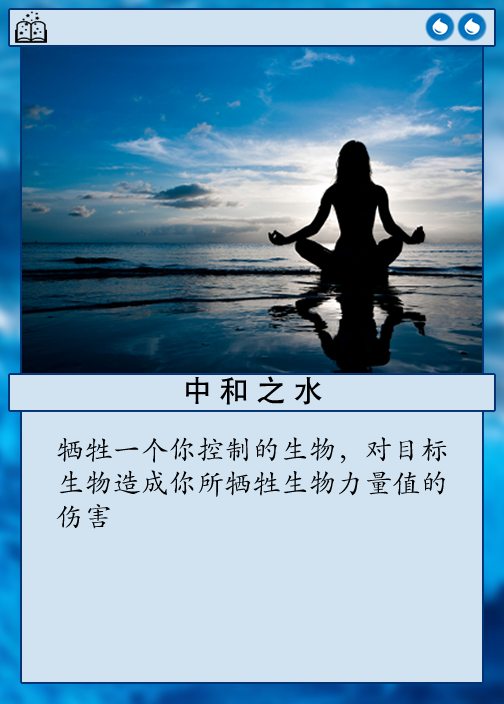 中和之水
牺牲一个你控制的生物，对目标
生物造成你所牺牲生物力量值的
伤害